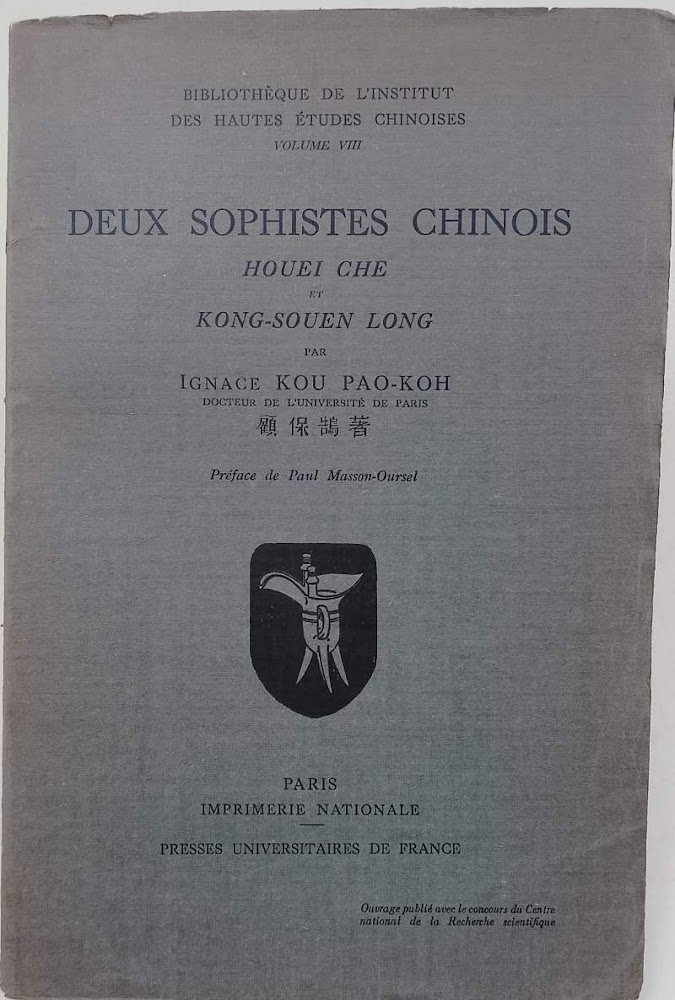 BIBLIOTHÈQUE DE L'INSTITUT
DES HAUTES ÉTUDES CHINOISES
VOLUME VIII
DEUX SOPHISTES CHINOIS
HOUEI CHE
ET
KONG-SOUEN LONG
PAR
IGNACE KOU PAO-KOH
DOCTEUR DE L'UNIVERSITÉ DE PARIS
顧保鵠著
Préface de Paul Masson-Oursel
PARIS
IMPRIMERIE NATIONALE
PRESSES UNIVERSITAIRES DE FRANCE
Ouvrage publié avec le concours du Centre
national de la Recherche scientifique